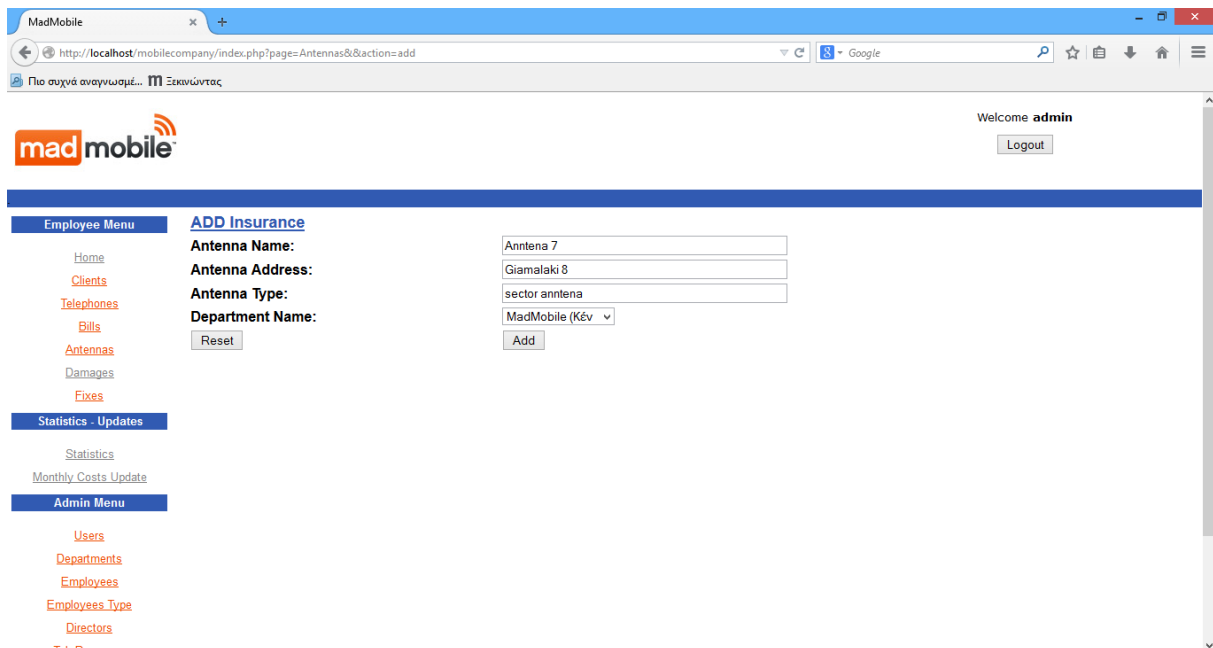 MadMobile
http://localhost/mobilecompany/index.php?page=Antennas&&action=add
Google
Πιο συχνά αναγνωσμέ... Ξεκινώντας
mad mobile
Welcome admin
Logout
Employee Menu
Home
Clients
Telephones
Bills
Antennas
Damages
Fixes
Statistics - Updates
Statistics
Monthly Costs Update
Admin Menu
Users
Departments
Employees
Employees Type
Directors
ADD Insurance
Antenna Name: Anntena 7
Antenna Address: Giamalaki 8
Antenna Type: sector anntena
Department Name: MadMobile (Κέν
Reset Add